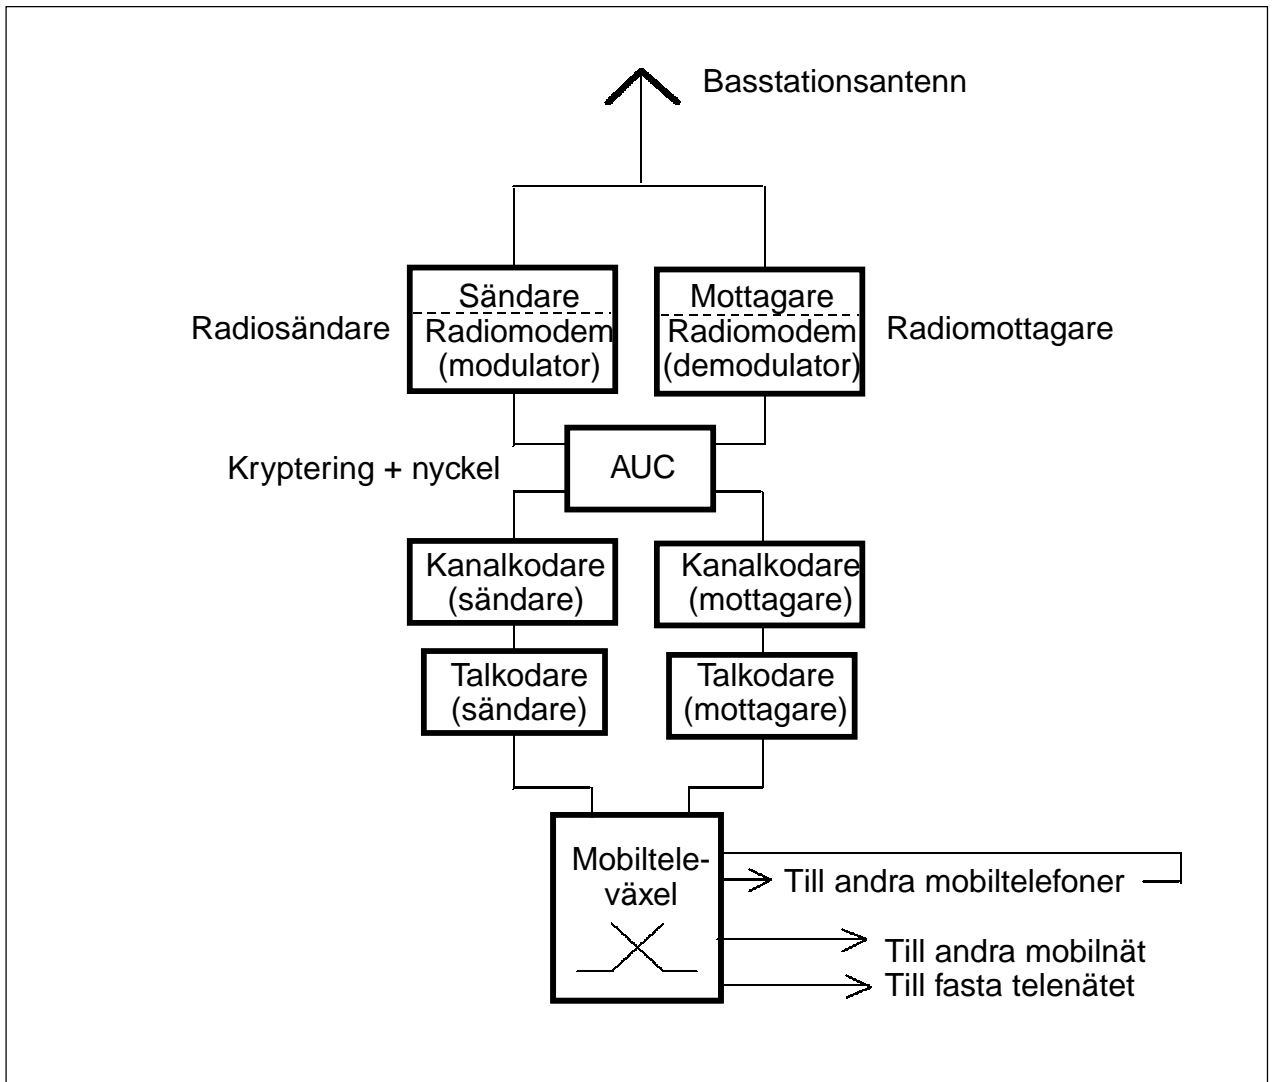 Basstationsantenn
Sändare
Radiomodem
(modulator)
Mottagare
Radiomodem
(demodulator)
Radiosändare
Radiomottagare
Kryptering + nyckel
AUC
Kanalkodare
(sändare)
Kanalkodare
(mottagare)
Talkodare
(sändare)
Talkodare
(mottagare)
Mobiltele-
växel
Till andra mobiltelefoner
Till andra mobilnät
Till fasta telenätet